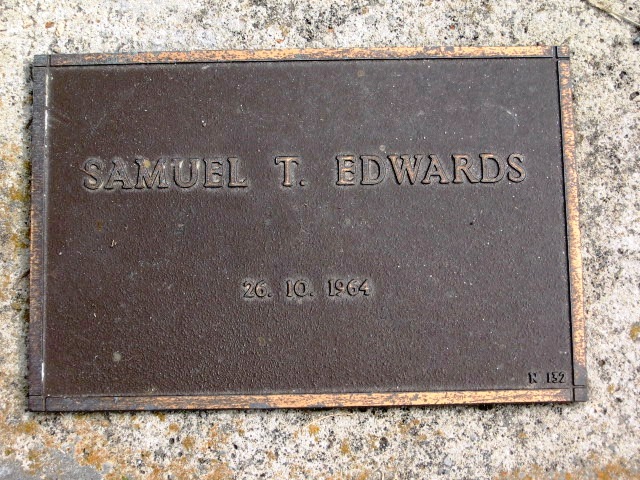 SAMUEL T. EDWARDS
26. 10. 1964
N 132